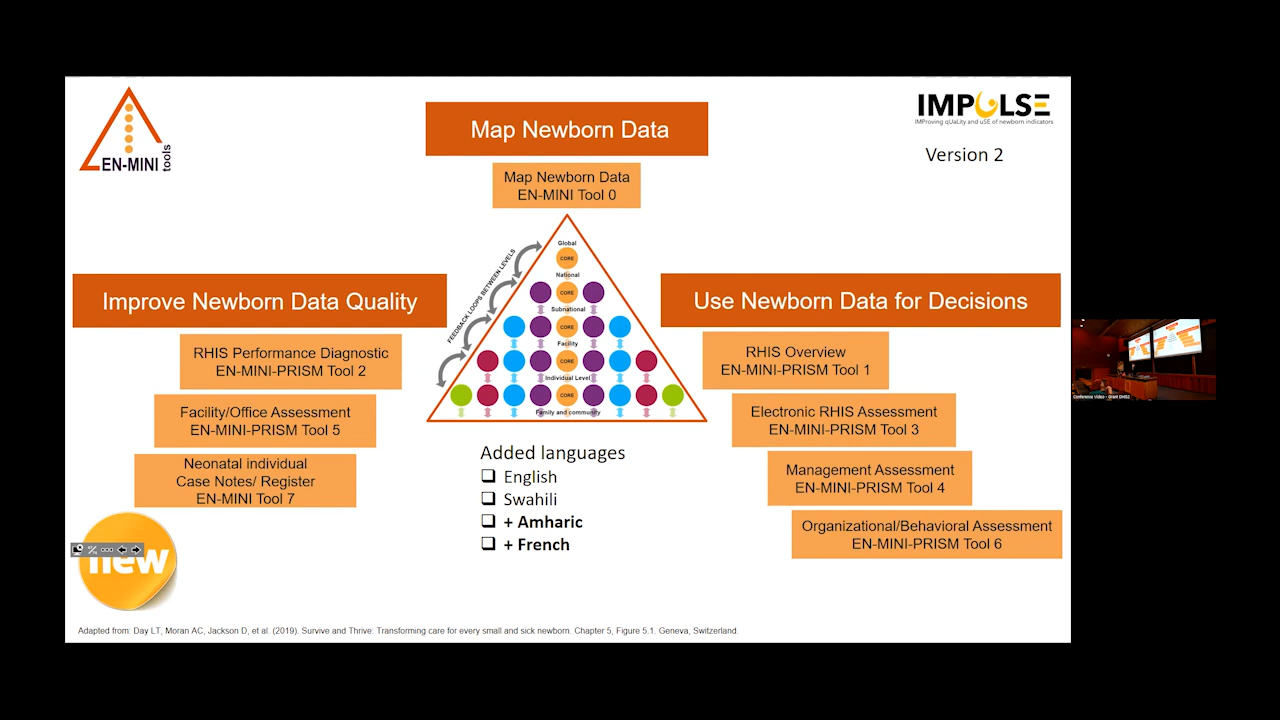 EN-MINI tools
IMPULSE
IMProving qUaLity and uSE of newborn indicators
Version 2
Map Newborn Data
Map Newborn Data
EN-MINI Tool 0
Improve Newborn Data Quality
RHIS Performance Diagnostic
EN-MINI-PRISM Tool 2
Facility/Office Assessment
EN-MINI-PRISM Tool 5
Neonatal individual
Case Notes/ Register
EN-MINI Tool 7
FEEDBACK LOOPS BETWEEN LEVELS
Global
CORE
National
CORE
Subnational
CORE
Facility
CORE
Individual Level
CORE
Family and community
Use Newborn Data for Decisions
RHIS Overview
EN-MINI-PRISM Tool 1
Electronic RHIS Assessment
EN-MINI-PRISM Tool 3
Management Assessment
EN-MINI-PRISM Tool 4
Organizational/Behavioral Assessment
EN-MINI-PRISM Tool 6
Added languages
❑ English
❑ Swahili
❑ + Amharic
❑ + French
new
Adapted from: Day LT, Moran AC, Jackson D, et al. (2019). Survive and Thrive: Transforming care for every small and sick newborn. Chapter 5, Figure 5.1. Geneva, Switzerland.
Conference Video - Grant DHS2